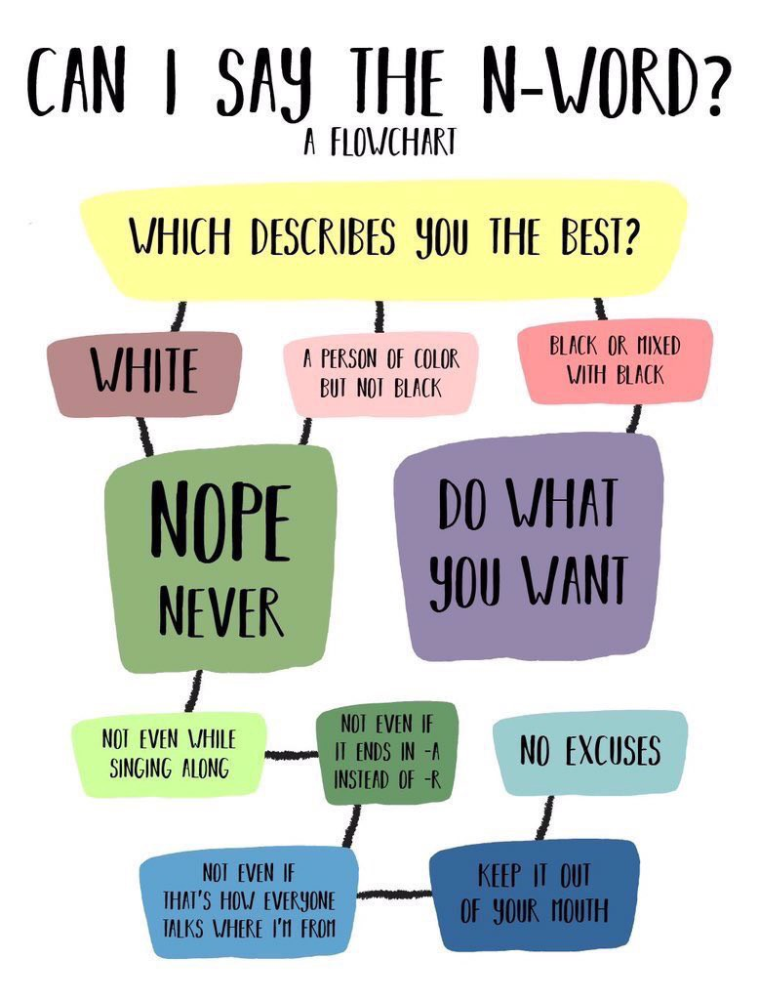 CAN I SAY THE N-WORD?
A FLOWCHART
WHICH DESCRIBES YOU THE BEST?
WHITE
A PERSON OF COLOR
BUT NOT BLACK
BLACK OR MIXED
WITH BLACK
NOPE
NEVER
DO WHAT
YOU WANT
NOT EVEN WHILE
SINGING ALONG
NOT EVEN IF
IT ENDS IN -A
INSTEAD OF -R
NOT EVEN IF
THAT'S HOW EVERYONE
TALKS WHERE I'M FROM
KEEP IT OUT
OF YOUR MOUTH
NO EXCUSES